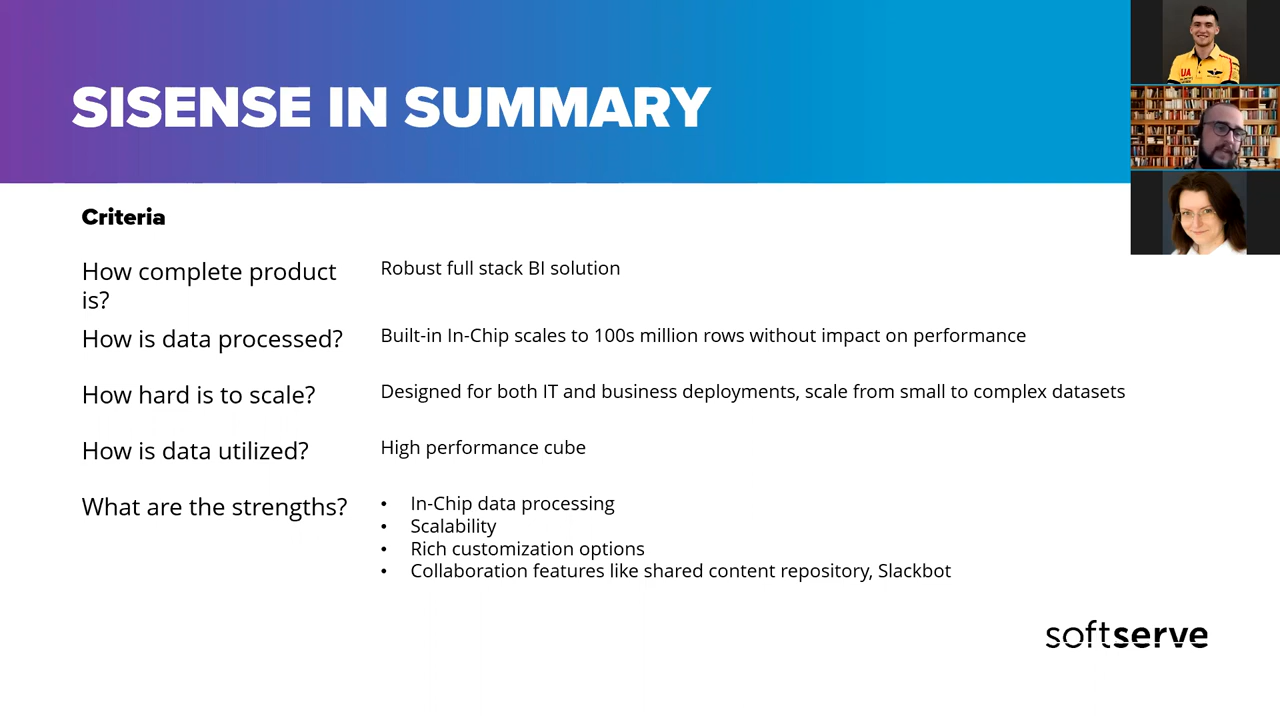 SISENSE IN SUMMARY
UA
Criteria
How complete product
is?
Robust full stack BI solution
How is data processed?
Built-in In-Chip scales to 100s million rows without impact on performance
How hard is to scale?
Designed for both IT and business deployments, scale from small to complex datasets
How is data utilized?
High performance cube
What are the strengths?
• In-Chip data processing
• Scalability
• Rich customization options
• Collaboration features like shared content repository, Slackbot
softserve